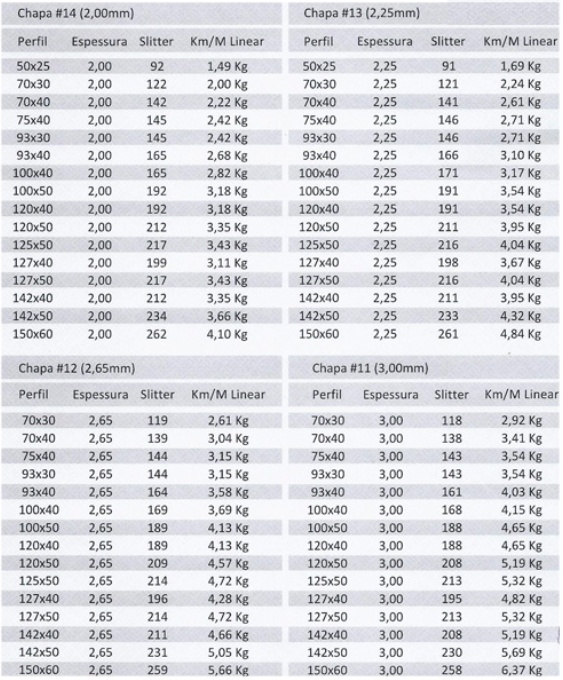 Chapa #14 (2,00mm)
Perfil Espessura Slitter Km/M Linear
50x25 2,00 92 1,49 Kg
70x30 2,00 122 2,00 Kg
70x40 2,00 142 2,22 Kg
75x40 2,00 145 2,42 Kg
93x30 2,00 145 2,42 Kg
93x40 2,00 165 2,68 Kg
100x40 2,00 165 2,82 Kg
100x50 2,00 192 3,18 Kg
120x40 2,00 192 3,18 Kg
120x50 2,00 212 3,35 Kg
125x50 2,00 217 3,43 Kg
127x40 2,00 199 3,11 Kg
127x50 2,00 217 3,43 Kg
142x40 2,00 212 3,35 Kg
142x50 2,00 234 3,66 Kg
150x60 2,00 262 4,10 Kg
Chapa #13 (2,25mm)
Perfil Espessura Slitter Km/M Linear
50x25 2,25 91 1,69 Kg
70x30 2,25 121 2,24 Kg
70x40 2,25 141 2,61 Kg
75x40 2,25 146 2,71 Kg
93x30 2,25 146 2,71 Kg
93x40 2,25 166 3,10 Kg
100x40 2,25 171 3,17 Kg
100x50 2,25 191 3,54 Kg
120x40 2,25 191 3,54 Kg
120x50 2,25 211 3,95 Kg
125x50 2,25 216 4,04 Kg
127x40 2,25 198 3,67 Kg
127x50 2,25 216 4,04 Kg
142x40 2,25 211 3,95 Kg
142x50 2,25 233 4,32 Kg
150x60 2,25 261 4,84 Kg
Chapa #12 (2,65mm)
Perfil Espessura Slitter Km/M Linear
70x30 2,65 119 2,61 Kg
70x40 2,65 139 3,04 Kg
75x40 2,65 144 3,15 Kg
93x30 2,65 144 3,15 Kg
93x40 2,65 164 3,58 Kg
100x40 2,65 169 3,69 Kg
100x50 2,65 189 4,13 Kg
120x40 2,65 189 4,13 Kg
120x50 2,65 209 4,57 Kg
125x50 2,65 214 4,72 Kg
127x40 2,65 196 4,28 Kg
127x50 2,65 214 4,72 Kg
142x40 2,65 211 4,66 Kg
142x50 2,65 231 5,05 Kg
150x60 2,65 259 5,66 Kg
Chapa #11 (3,00mm)
Perfil Espessura Slitter Km/M Linear
70x30 3,00 118 2,92 Kg
70x40 3,00 138 3,41 Kg
75x40 3,00 143 3,54 Kg
93x30 3,00 143 3,54 Kg
93x40 3,00 161 4,03 Kg
100x40 3,00 168 4,15 Kg
100x50 3,00 188 4,65 Kg
120x40 3,00 188 4,65 Kg
120x50 3,00 208 5,19 Kg
125x50 3,00 213 5,32 Kg
127x40 3,00 195 4,82 Kg
127x50 3,00 213 5,32 Kg
142x40 3,00 208 5,19 Kg
142x50 3,00 230 5,69 Kg
150x60 3,00 258 6,37 Kg